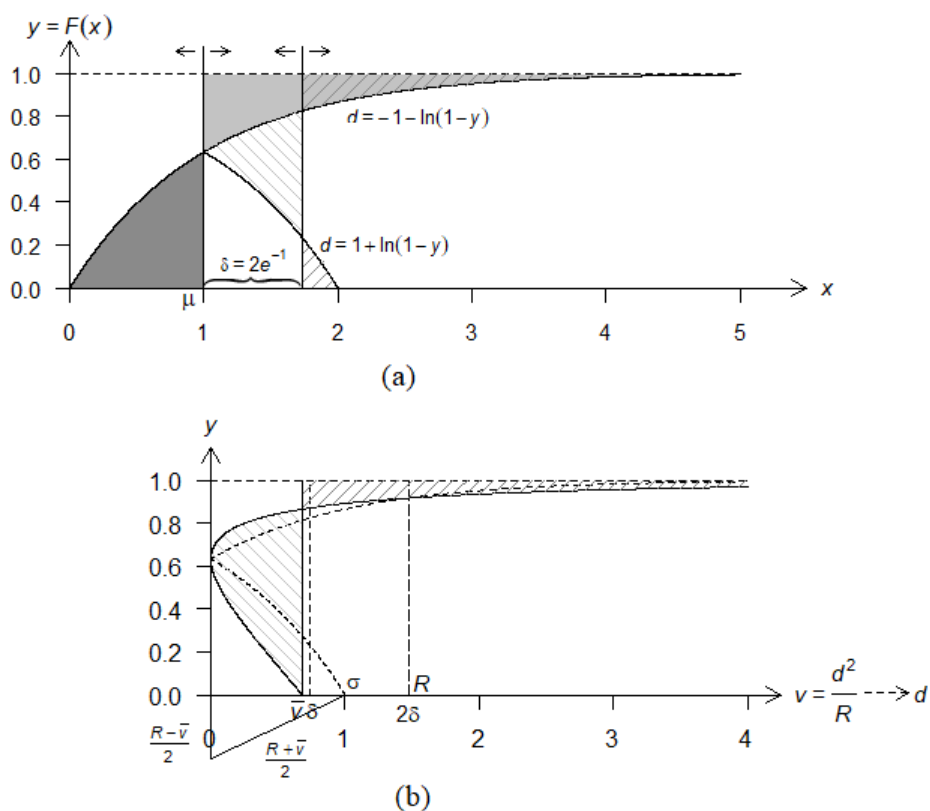 y = F(x)
1.0
d = −1 − ln(1 − y)
0.8
0.6
0.4
0.2
d = 1 + ln(1 − y)
δ = 2e⁻¹
0.0
μ
x
0 1 2 3 4 5
(a)
y
1.0
0.8
0.6
0.4
0.2
0.0
σ
R
v̄ δ
2δ
v = d²/R
d
0 1 2 3 4
(R − v̄)/2
(R + v̄)/2
(b)